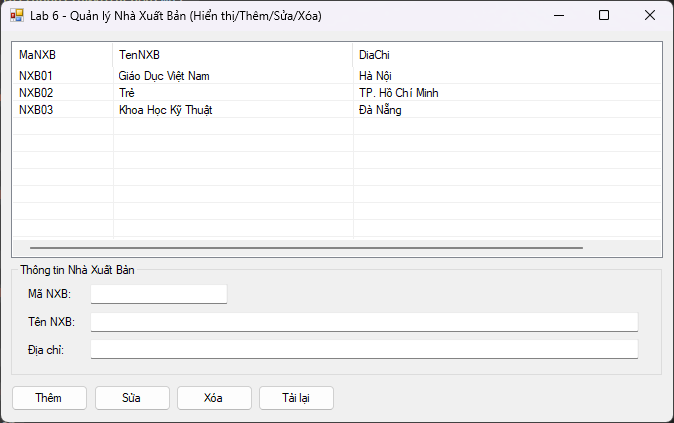 Lab 6 - Quản lý Nhà Xuất Bản (Hiển thị/Thêm/Sửa/Xóa)
MaNXB TenNXB DiaChi
NXB01 Giáo Dục Việt Nam Hà Nội
NXB02 Trẻ TP. Hồ Chí Minh
NXB03 Khoa Học Kỹ Thuật Đà Nẵng
Thông tin Nhà Xuất Bản
Mã NXB:
Tên NXB:
Địa chỉ:
Thêm Sửa Xóa Tải lại